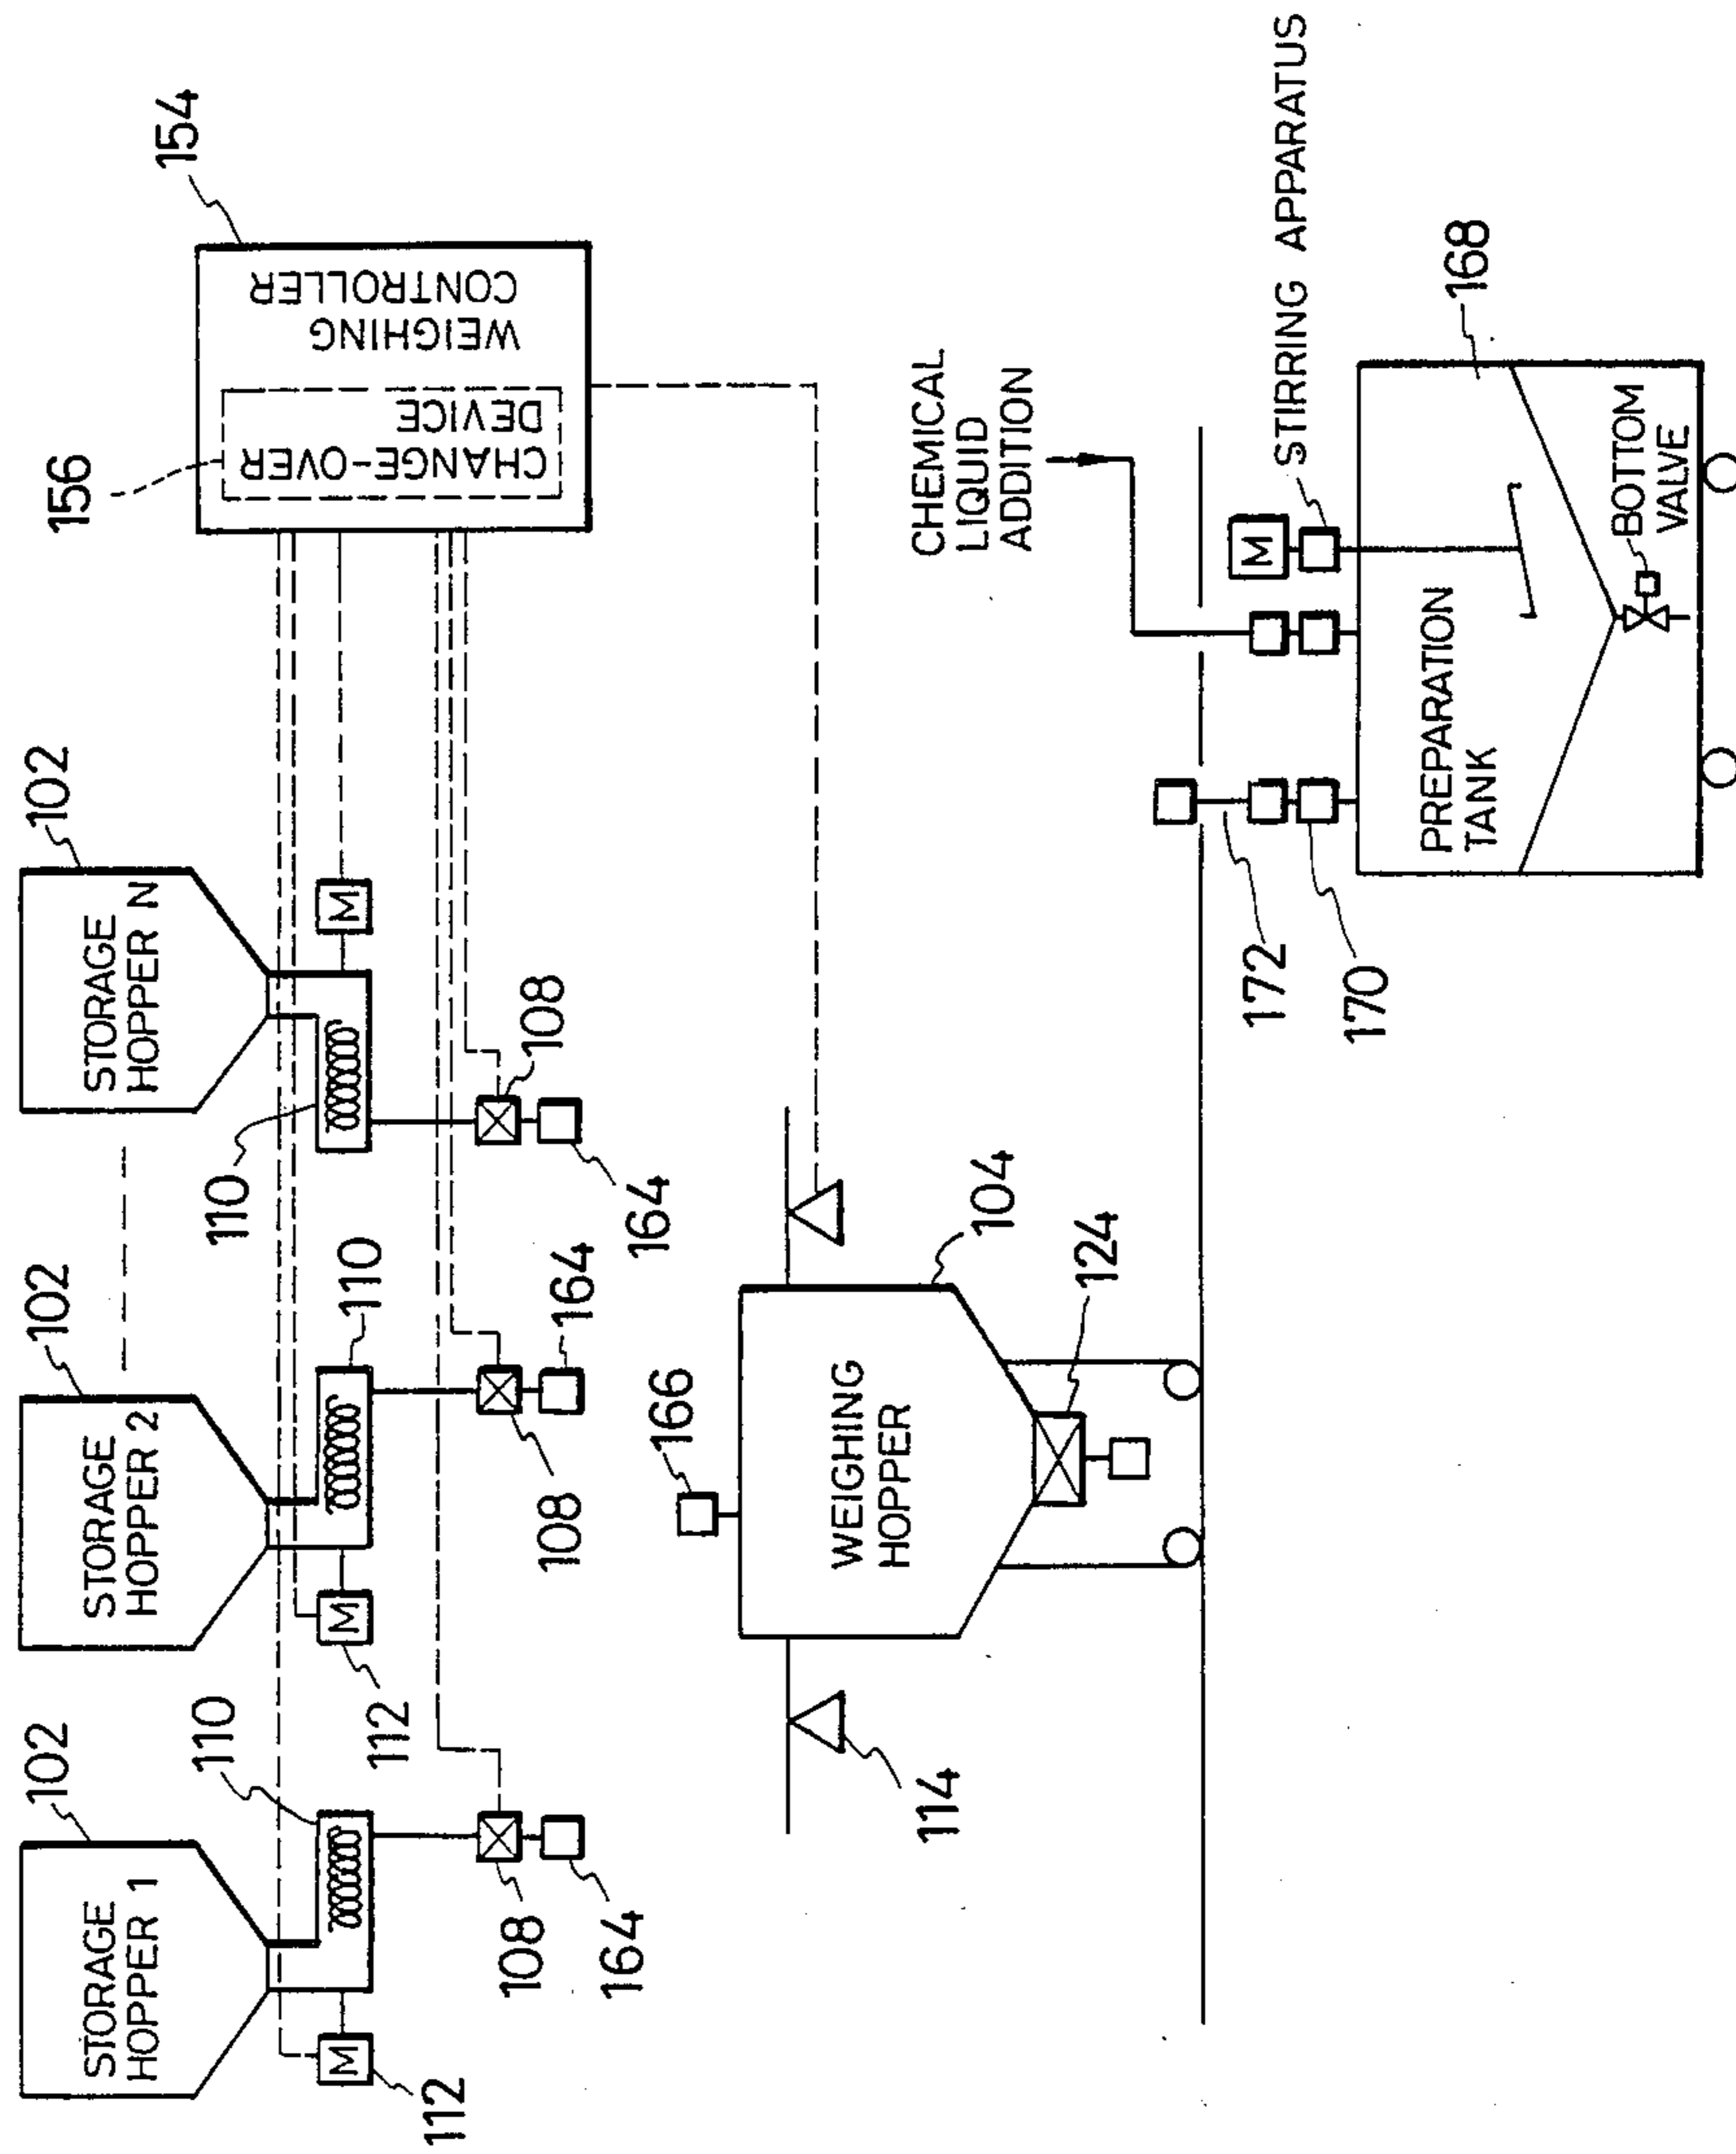 102
STORAGE
HOPPER 1
102
STORAGE
HOPPER 2
102
STORAGE
HOPPER N
156
154
WEIGHING
CONTROLLER
CHANGE-OVER
DEVICE
110
110
110
M
M
M
112
112
108
108
108
164
164
164
166
WEIGHING
HOPPER
104
114
124
CHEMICAL
LIQUID
ADDITION
M
STIRRING APPARATUS
172
170
PREPARATION
TANK
168
BOTTOM
VALVE